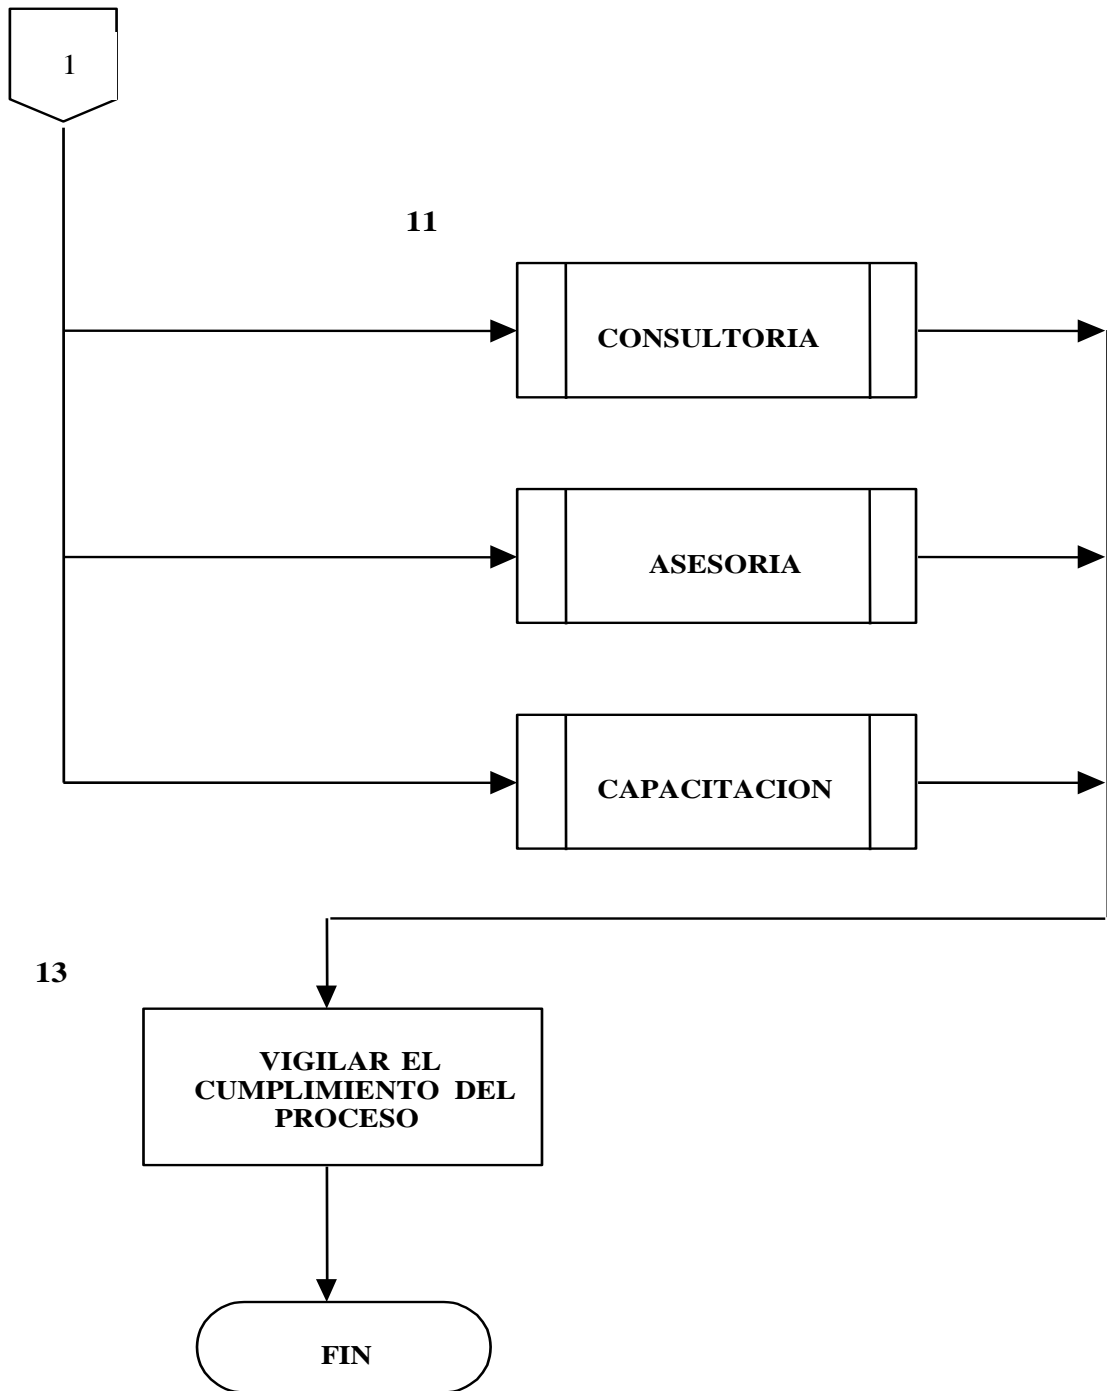 1
11
CONSULTORIA
ASESORIA
CAPACITACION
13
VIGILAR EL
CUMPLIMIENTO DEL
PROCESO
FIN